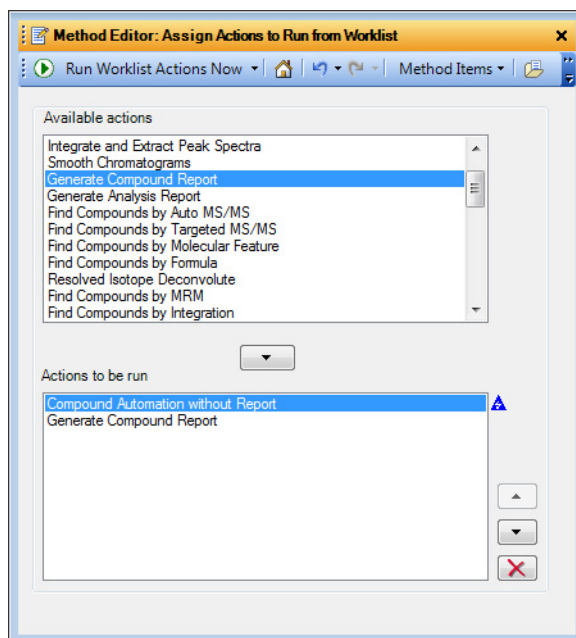 Method Editor: Assign Actions to Run from Worklist
Run Worklist Actions Now
Method Items
Available actions
Integrate and Extract Peak Spectra
Smooth Chromatograms
Generate Compound Report
Generate Analysis Report
Find Compounds by Auto MS/MS
Find Compounds by Targeted MS/MS
Find Compounds by Molecular Feature
Find Compounds by Formula
Resolved Isotope Deconvolute
Find Compounds by MRM
Find Compounds by Integration
Actions to be run
Compound Automation without Report
Generate Compound Report